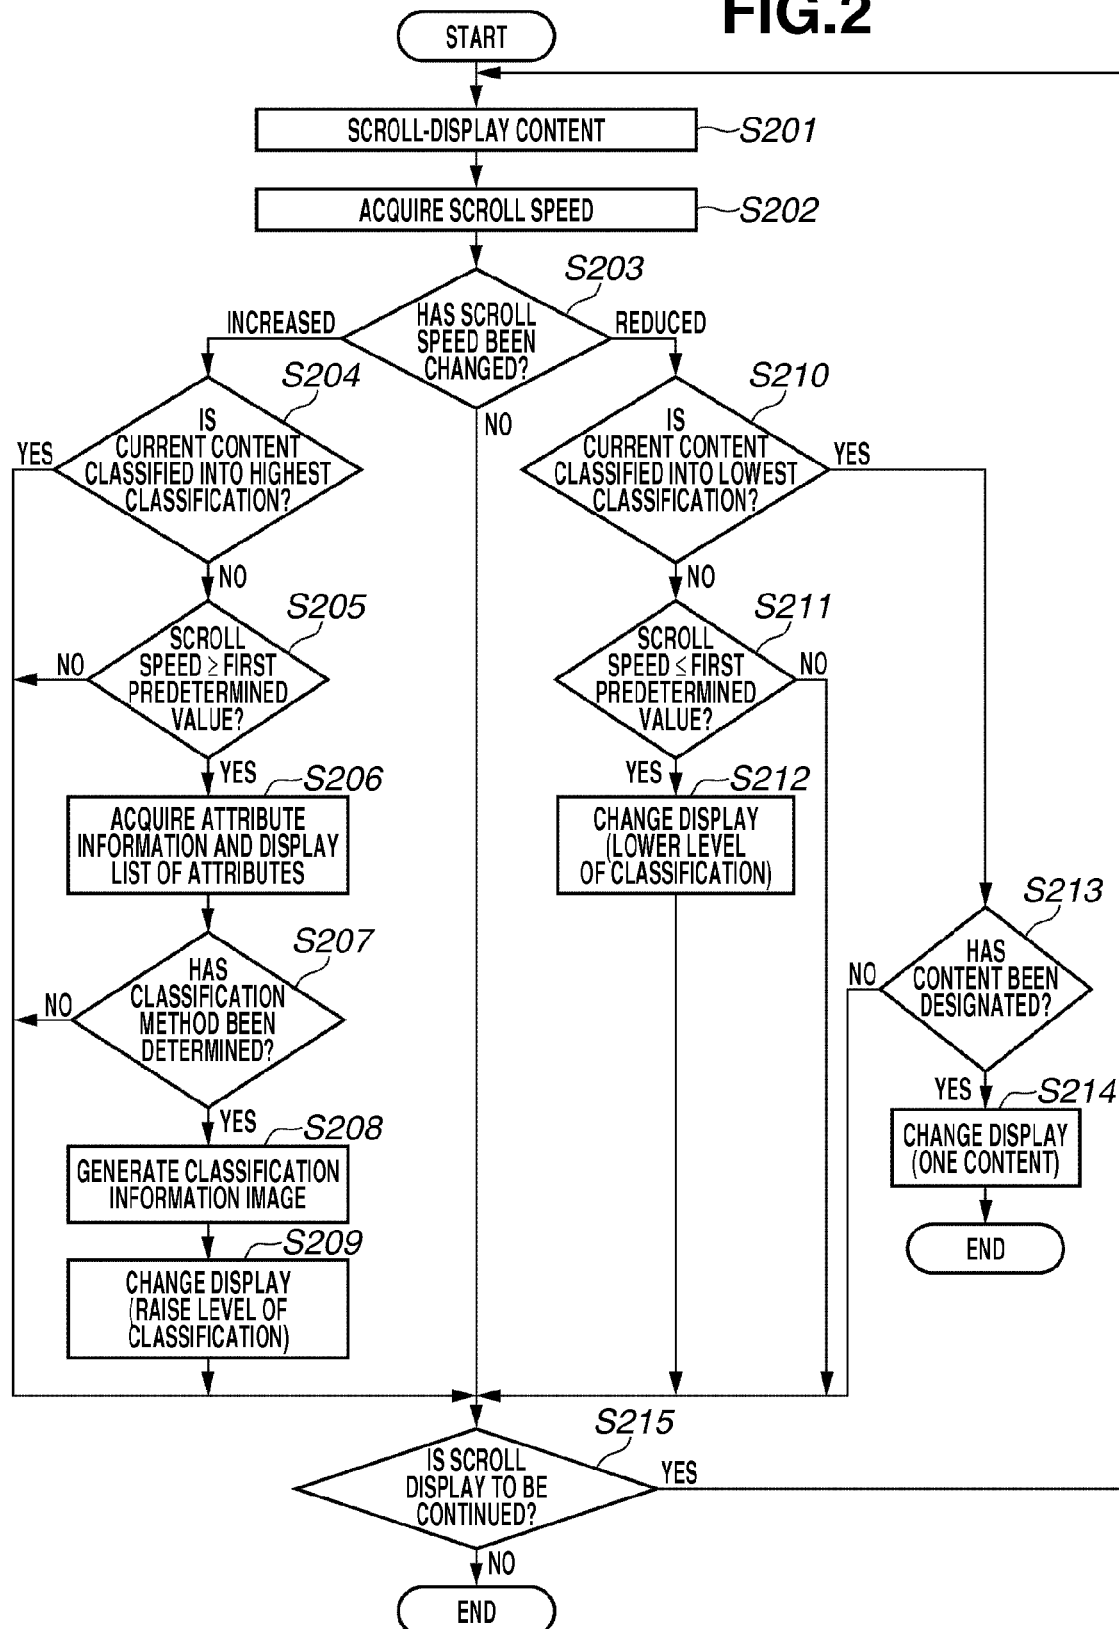 FIG.2
START
SCROLL-DISPLAY CONTENT
S201
ACQUIRE SCROLL SPEED
S202
S203
HAS SCROLL
SPEED BEEN
CHANGED?
INCREASED
REDUCED
NO
S204
IS
CURRENT CONTENT
CLASSIFIED INTO HIGHEST
CLASSIFICATION?
YES
NO
S205
SCROLL
SPEED ≥ FIRST
PREDETERMINED
VALUE?
NO
YES
S206
ACQUIRE ATTRIBUTE
INFORMATION AND DISPLAY
LIST OF ATTRIBUTES
S207
HAS
CLASSIFICATION
METHOD BEEN
DETERMINED?
NO
YES
S208
GENERATE CLASSIFICATION
INFORMATION IMAGE
S209
CHANGE DISPLAY
(RAISE LEVEL OF
CLASSIFICATION)
S210
IS
CURRENT CONTENT
CLASSIFIED INTO LOWEST
CLASSIFICATION?
YES
NO
S211
SCROLL
SPEED ≤ FIRST
PREDETERMINED
VALUE?
NO
YES
S212
CHANGE DISPLAY
(LOWER LEVEL
OF CLASSIFICATION)
S213
HAS
CONTENT BEEN
DESIGNATED?
NO
YES
S214
CHANGE DISPLAY
(ONE CONTENT)
END
S215
IS SCROLL
DISPLAY TO BE
CONTINUED?
YES
NO
END